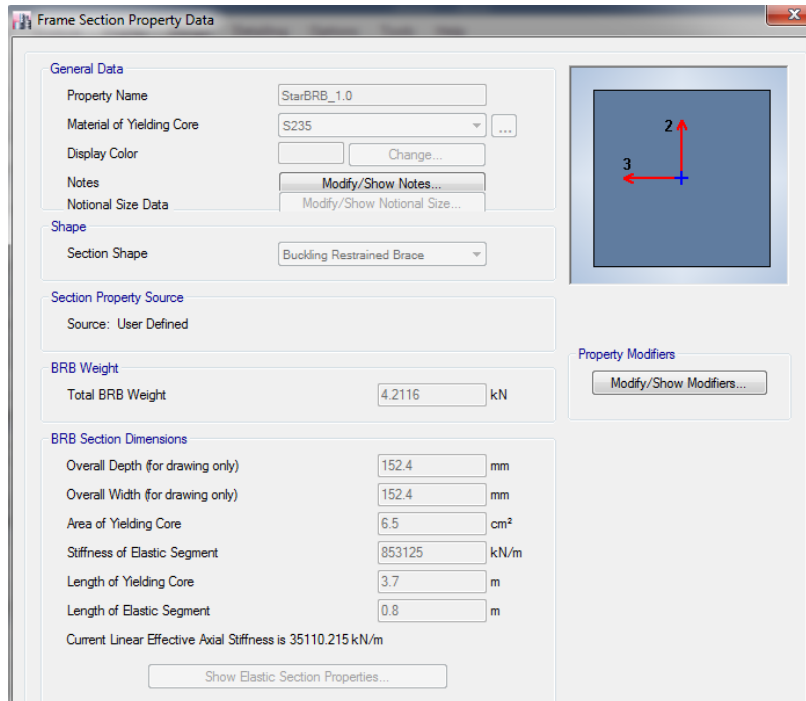 Frame Section Property Data
X
General Data
Property Name StarBRB_1.0
Material of Yielding Core S235 ...
Display Color Change...
Notes Modify/Show Notes...
Notional Size Data Modify/Show Notional Size...
2
3
Shape
Section Shape Buckling Restrained Brace
Section Property Source
Source: User Defined
Property Modifiers
Modify/Show Modifiers...
BRB Weight
Total BRB Weight 4.2116 kN
BRB Section Dimensions
Overall Depth (for drawing only) 152.4 mm
Overall Width (for drawing only) 152.4 mm
Area of Yielding Core 6.5 cm²
Stiffness of Elastic Segment 853125 kN/m
Length of Yielding Core 3.7 m
Length of Elastic Segment 0.8 m
Current Linear Effective Axial Stiffness is 35110.215 kN/m
Show Elastic Section Properties...